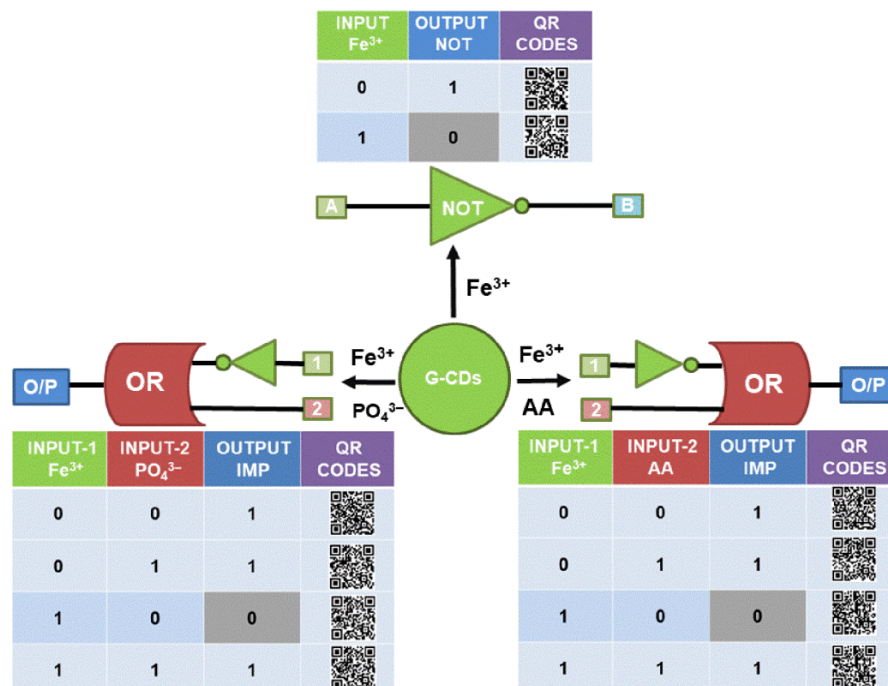 INPUT OUTPUT QR
Fe³⁺ NOT CODES
0 1
1 0
A NOT B
Fe³⁺
1 Fe³⁺ G-CDs Fe³⁺ 1
O/P OR OR O/P
2 PO₄³⁻ AA 2
INPUT-1 INPUT-2 OUTPUT QR
Fe³⁺ PO₄³⁻ IMP CODES
0 0 1
0 1 1
1 0 0
1 1 1
INPUT-1 INPUT-2 OUTPUT QR
Fe³⁺ AA IMP CODES
0 0 1
0 1 1
1 0 0
1 1 1